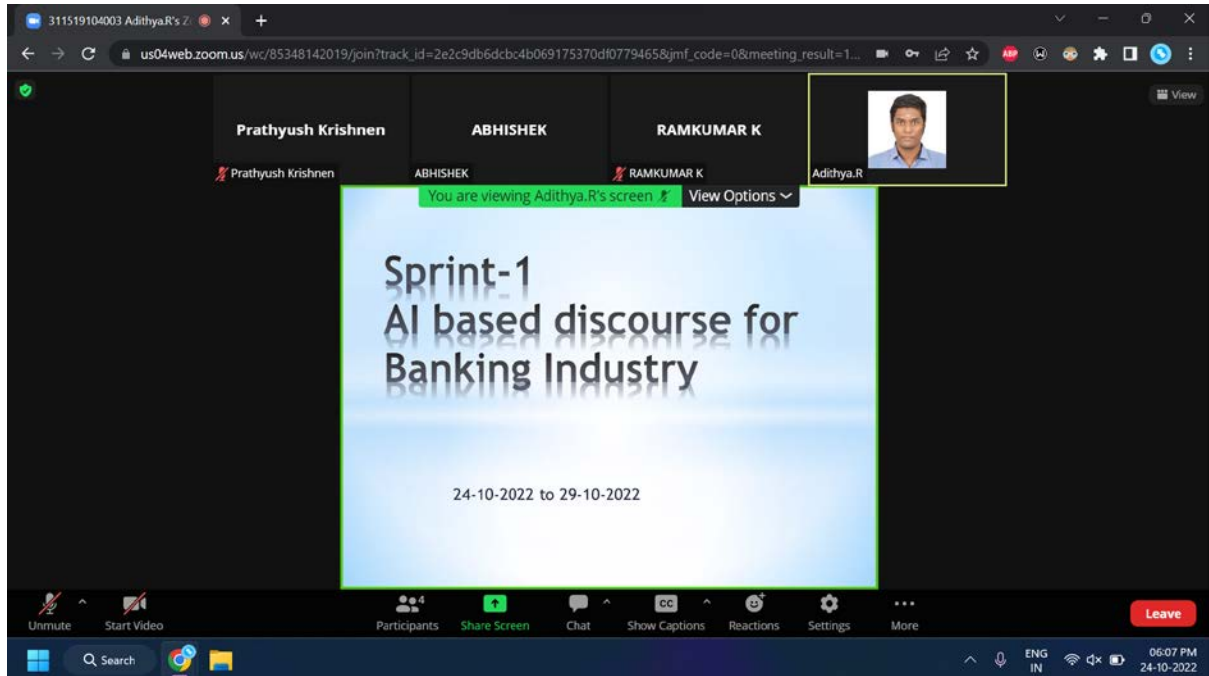 311519104003 Adithya.R's Z
us04web.zoom.us/wc/85348142019/join?track_id=2e2c9db6dcbc4b069175370df0779465&jmf_code=0&meeting_result=1...
ABP
View
Prathyush Krishnen
ABHISHEK
RAMKUMAR K
Prathyush Krishnen
ABHISHEK
RAMKUMAR K
Adithya.R
You are viewing Adithya.R's screen
View Options
Sprint-1
AI based discourse for
Banking Industry
24-10-2022 to 29-10-2022
Unmute
Start Video
4
Participants
Share Screen
Chat
CC
Show Captions
Reactions
Settings
More
Leave
Search
ENG
IN
06:07 PM
24-10-2022